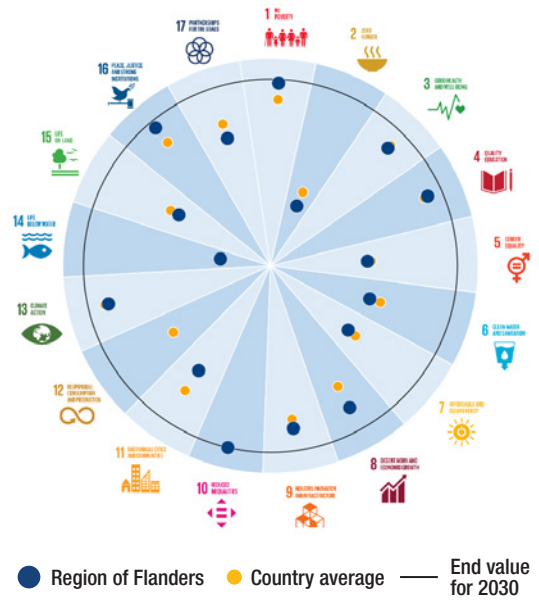 1 NO
POVERTY
2 ZERO
HUNGER
3 GOOD HEALTH
AND WELL-BEING
4 QUALITY
EDUCATION
5 GENDER
EQUALITY
6 CLEAN WATER
AND SANITATION
7 AFFORDABLE AND
CLEAN ENERGY
8 DECENT WORK AND
ECONOMIC GROWTH
9 INDUSTRY, INNOVATION
AND INFRASTRUCTURE
10 REDUCED
INEQUALITIES
11 SUSTAINABLE CITIES
AND COMMUNITIES
12 RESPONSIBLE
CONSUMPTION
AND PRODUCTION
13 CLIMATE
ACTION
14 LIFE
BELOW WATER
15 LIFE
ON LAND
16 PEACE, JUSTICE
AND STRONG
INSTITUTIONS
17 PARTNERSHIPS
FOR THE GOALS
Region of Flanders
Country average
End value
for 2030